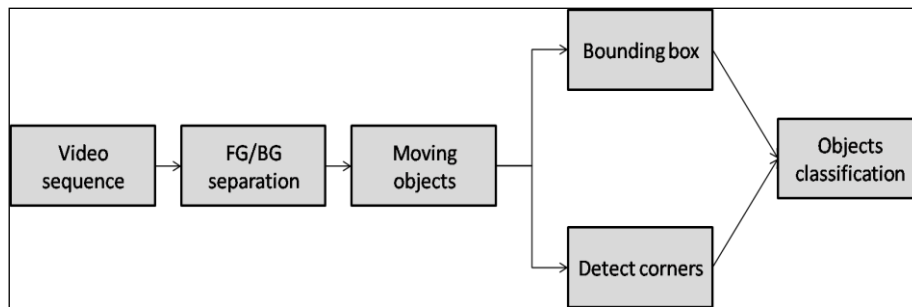 Video
sequence
FG/BG
separation
Moving
objects
Bounding box
Detect corners
Objects
classification